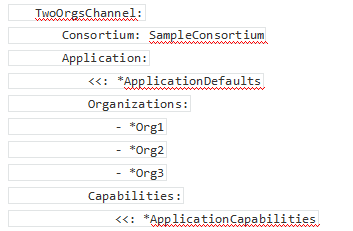 TwoOrgsChannel:
Consortium: SampleConsortium
Application:
<<: *ApplicationDefaults
Organizations:
- *Org1
- *Org2
- *Org3
Capabilities:
<<: *ApplicationCapabilities